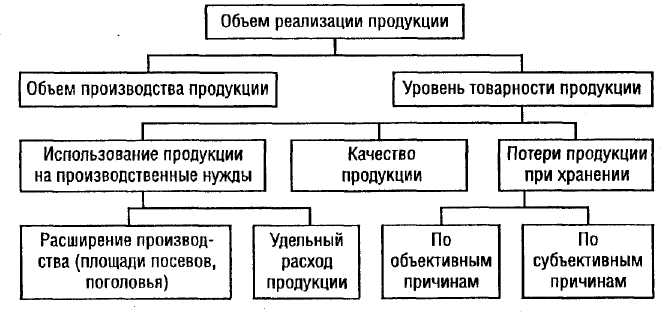 Объем реализации продукции
Объем производства продукции
Уровень товарности продукции
Использование продукции
на производственные нужды
Качество
продукции
Потери продукции
при хранении
Расширение производ-
ства (площади посевов,
поголовья)
Удельный
расход
продукции
По
объективным
причинам
По
субъективным
причинам